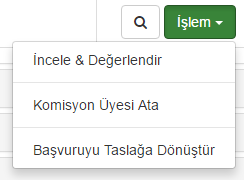 İşlem
İncele & Değerlendir
Komisyon Üyesi Ata
Başvuruyu Taslağa Dönüştür